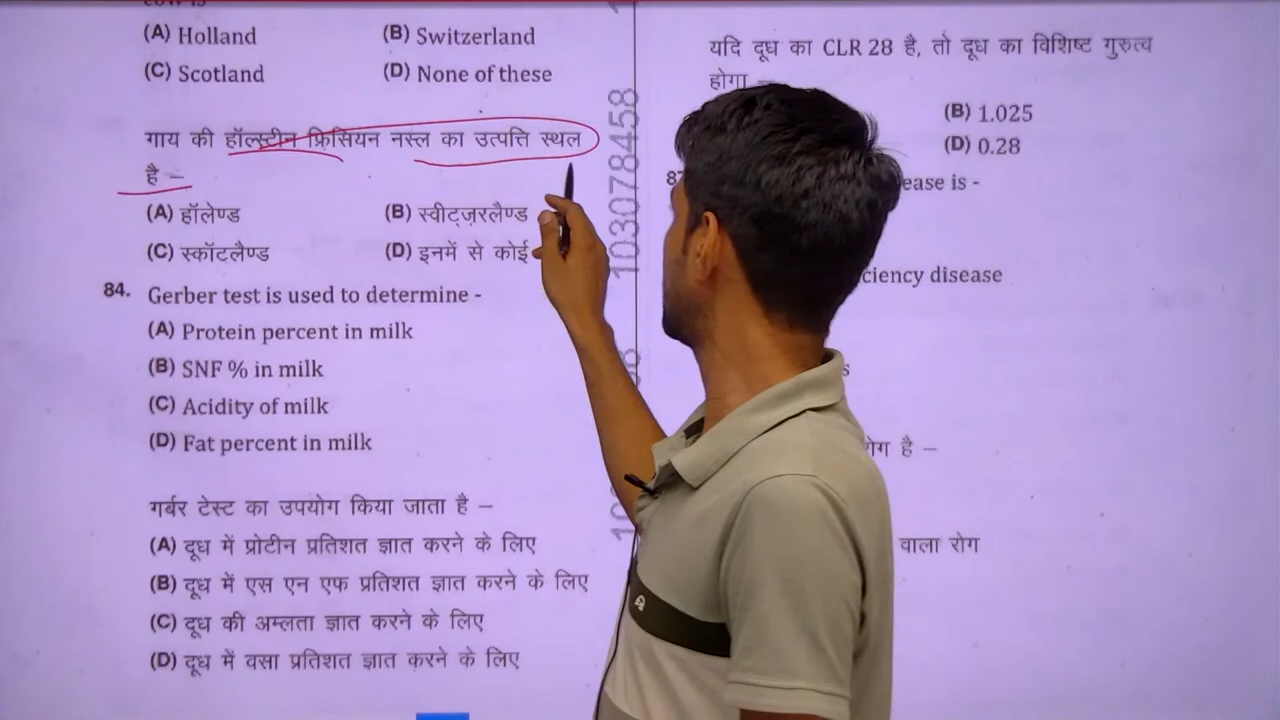 (A) Holland (B) Switzerland
(C) Scotland (D) None of these
गाय की हॉल्स्टीन फ्रिसियन नस्ल का उत्पत्ति स्थल
है –
(A) हॉलेण्ड (B) स्वीट्ज़रलैण्ड
(C) स्कॉटलैण्ड (D) इनमें से कोई
84. Gerber test is used to determine -
(A) Protein percent in milk
(B) SNF % in milk
(C) Acidity of milk
(D) Fat percent in milk
गर्बर टेस्ट का उपयोग किया जाता है –
(A) दूध में प्रोटीन प्रतिशत ज्ञात करने के लिए
(B) दूध में एस एन एफ प्रतिशत ज्ञात करने के लिए
(C) दूध की अम्लता ज्ञात करने के लिए
(D) दूध में वसा प्रतिशत ज्ञात करने के लिए
103078458
यदि दूध का CLR 28 है, तो दूध का विशिष्ट गुरुत्व
होगा –
(B) 1.025
(D) 0.28
is -
disease
है –
वाला रोग